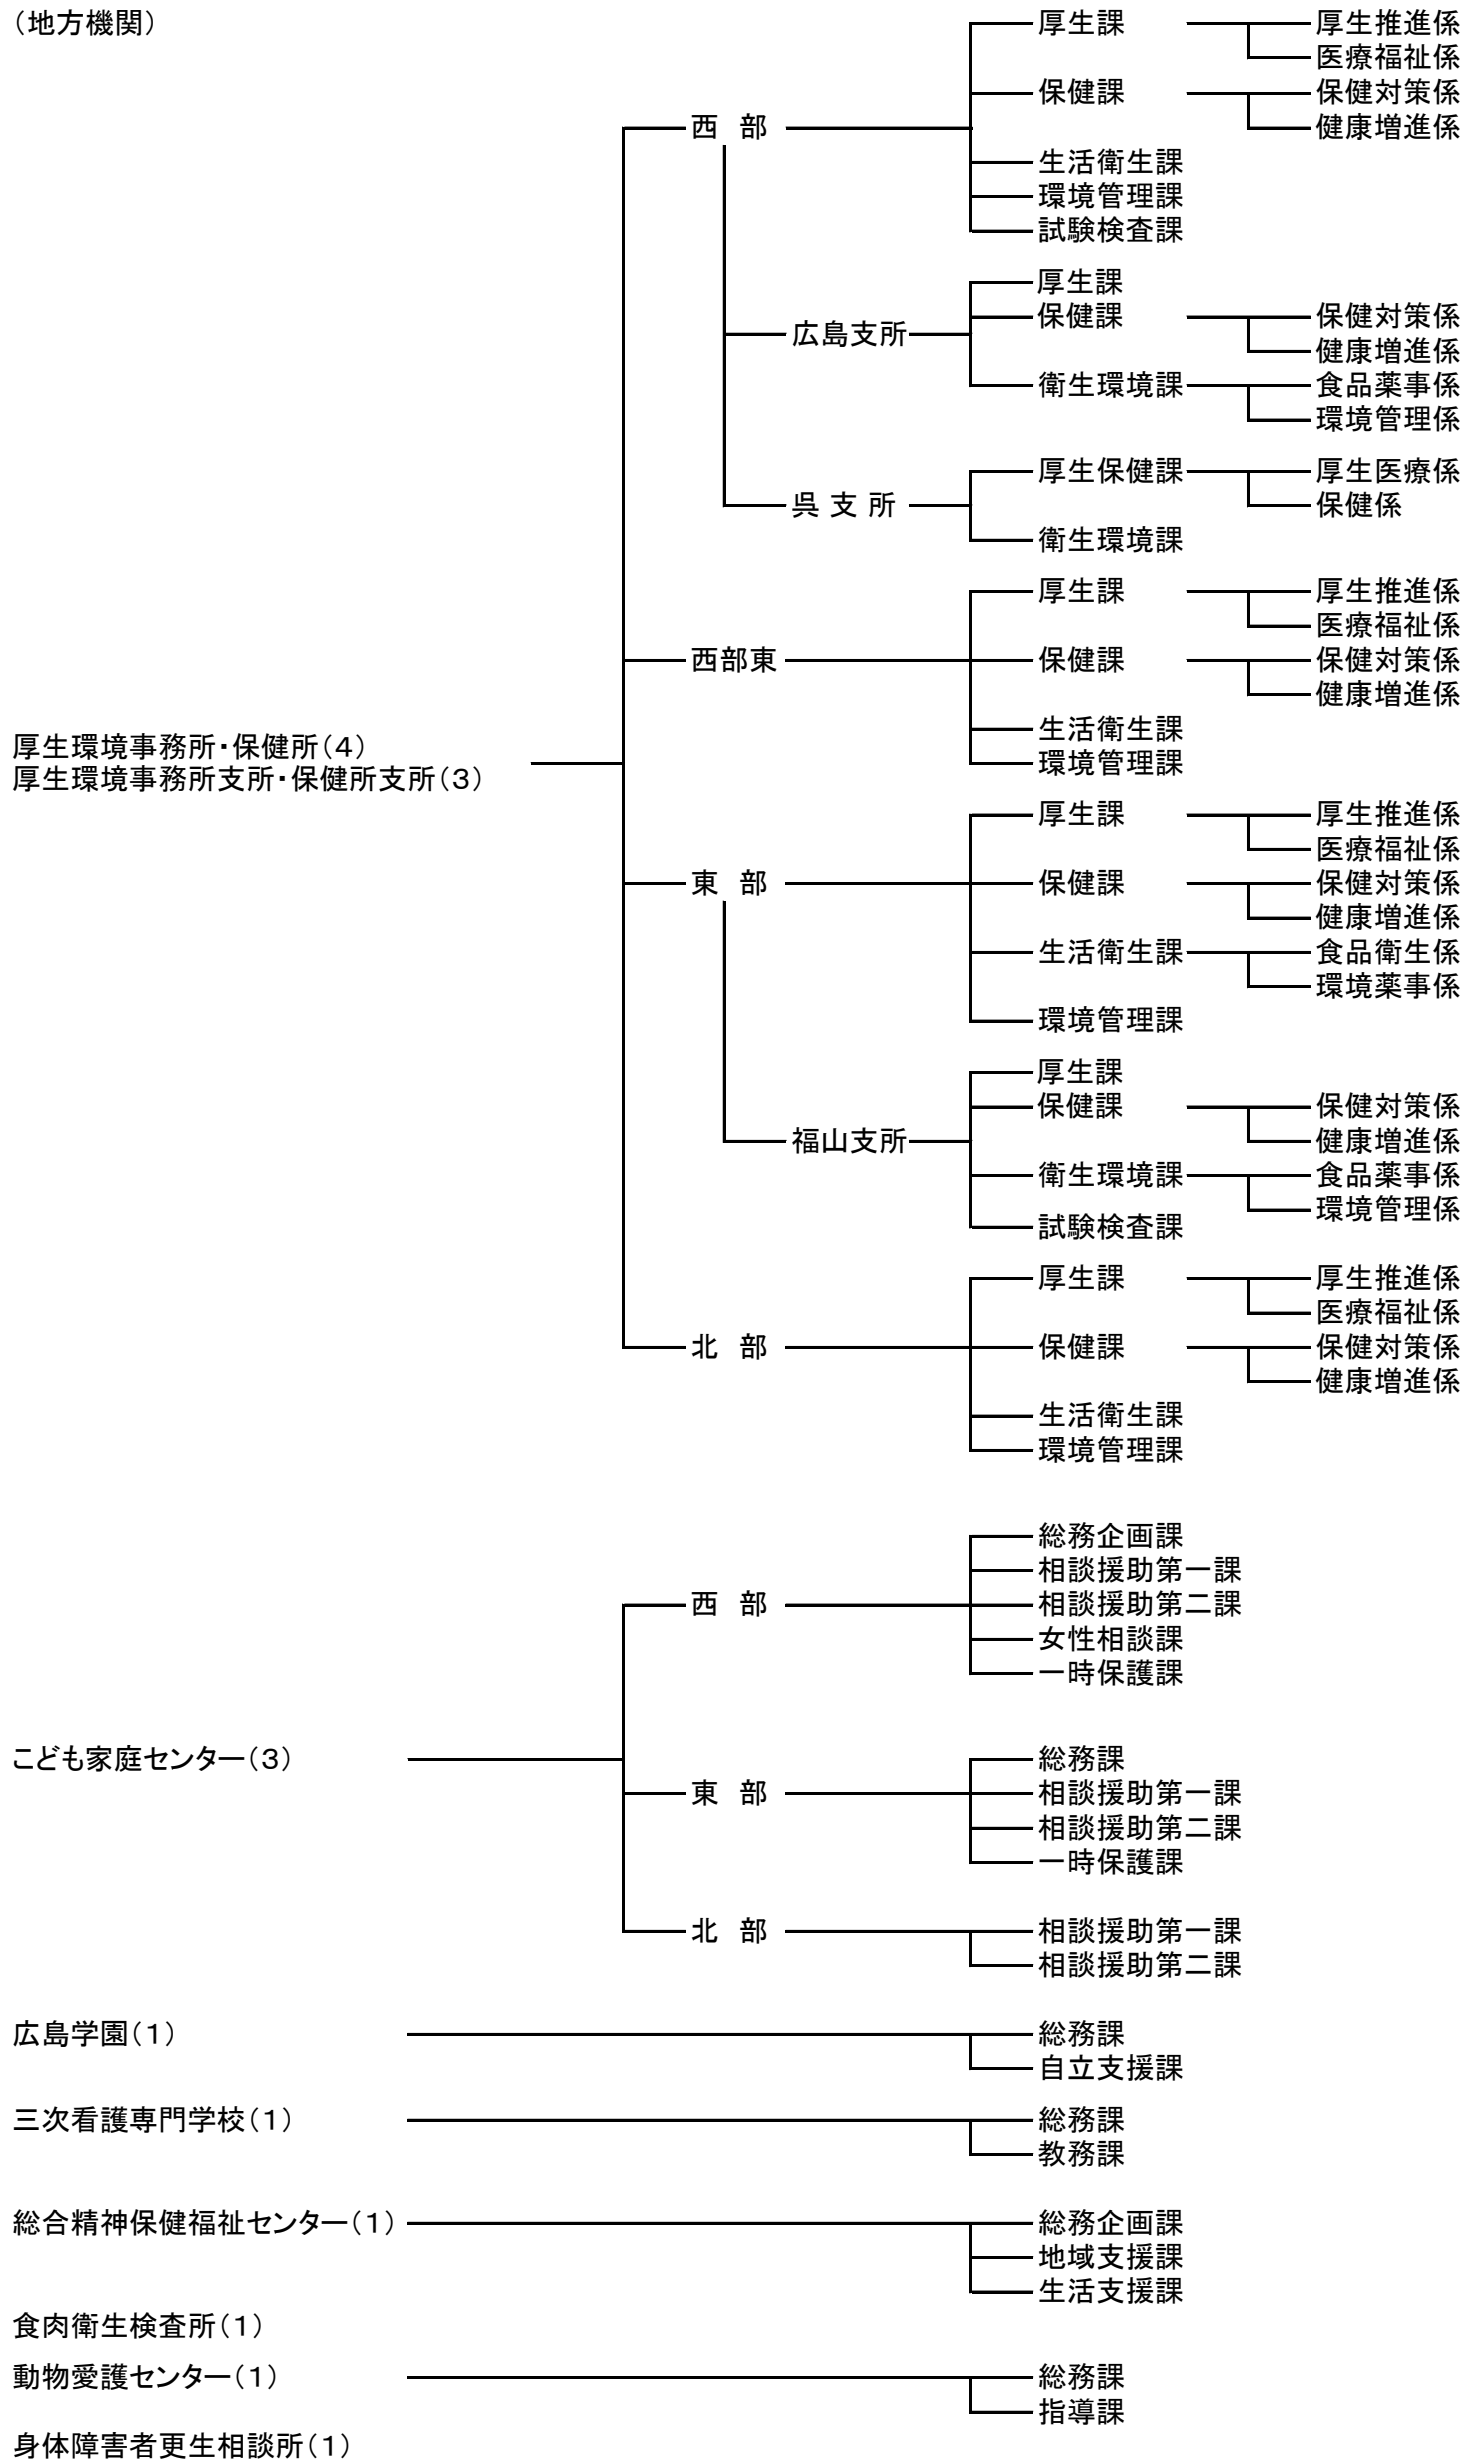 （地方機関）
厚生課 厚生推進係
医療福祉係
保健課 保健対策係
西 部 健康増進係
生活衛生課
環境管理課
試験検査課
厚生課
保健課 保健対策係
広島支所 健康増進係
衛生環境課 食品薬事係
環境管理係
厚生保健課 厚生医療係
呉 支 所 保健係
衛生環境課
厚生課 厚生推進係
医療福祉係
西部東 保健課 保健対策係
健康増進係
生活衛生課
厚生環境事務所・保健所（４）
環境管理課
厚生環境事務所支所・保健所支所（３）
厚生課 厚生推進係
医療福祉係
東 部 保健課 保健対策係
健康増進係
生活衛生課 食品衛生係
環境薬事係
環境管理課
厚生課
保健課 保健対策係
福山支所 健康増進係
衛生環境課 食品薬事係
環境管理係
試験検査課
厚生課 厚生推進係
医療福祉係
北 部 保健課 保健対策係
健康増進係
生活衛生課
環境管理課
総務企画課
相談援助第一課
西 部 相談援助第二課
女性相談課
一時保護課
こども家庭センター（３） 総務課
東 部 相談援助第一課
相談援助第二課
一時保護課
北 部 相談援助第一課
相談援助第二課
広島学園（１） 総務課
自立支援課
三次看護専門学校（１） 総務課
教務課
総合精神保健福祉センター（１） 総務企画課
地域支援課
生活支援課
食肉衛生検査所（１）
動物愛護センター（１） 総務課
指導課
身体障害者更生相談所（１）